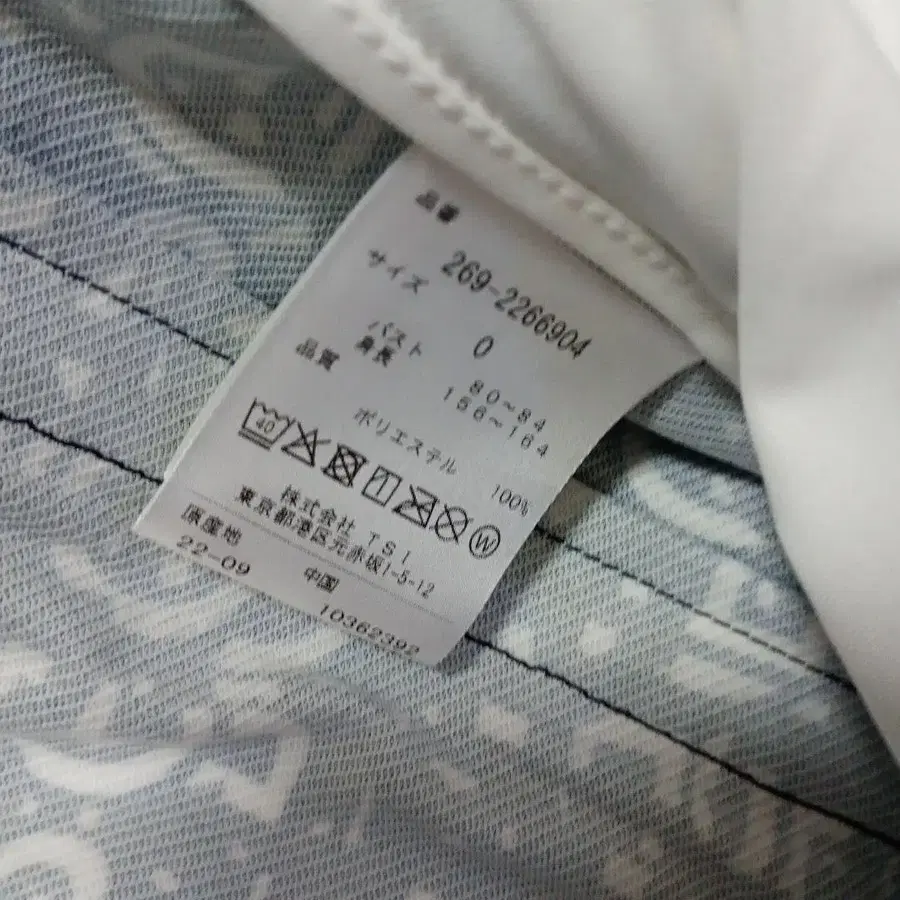 品番
269-2266904
サイズ 0
バスト 80~84
身長 156~164
品質
ポリエステル 100%
40 W
株式会社 TSI
東京都港区元赤坂1-5-12
原産地 中国
22-09 10362392